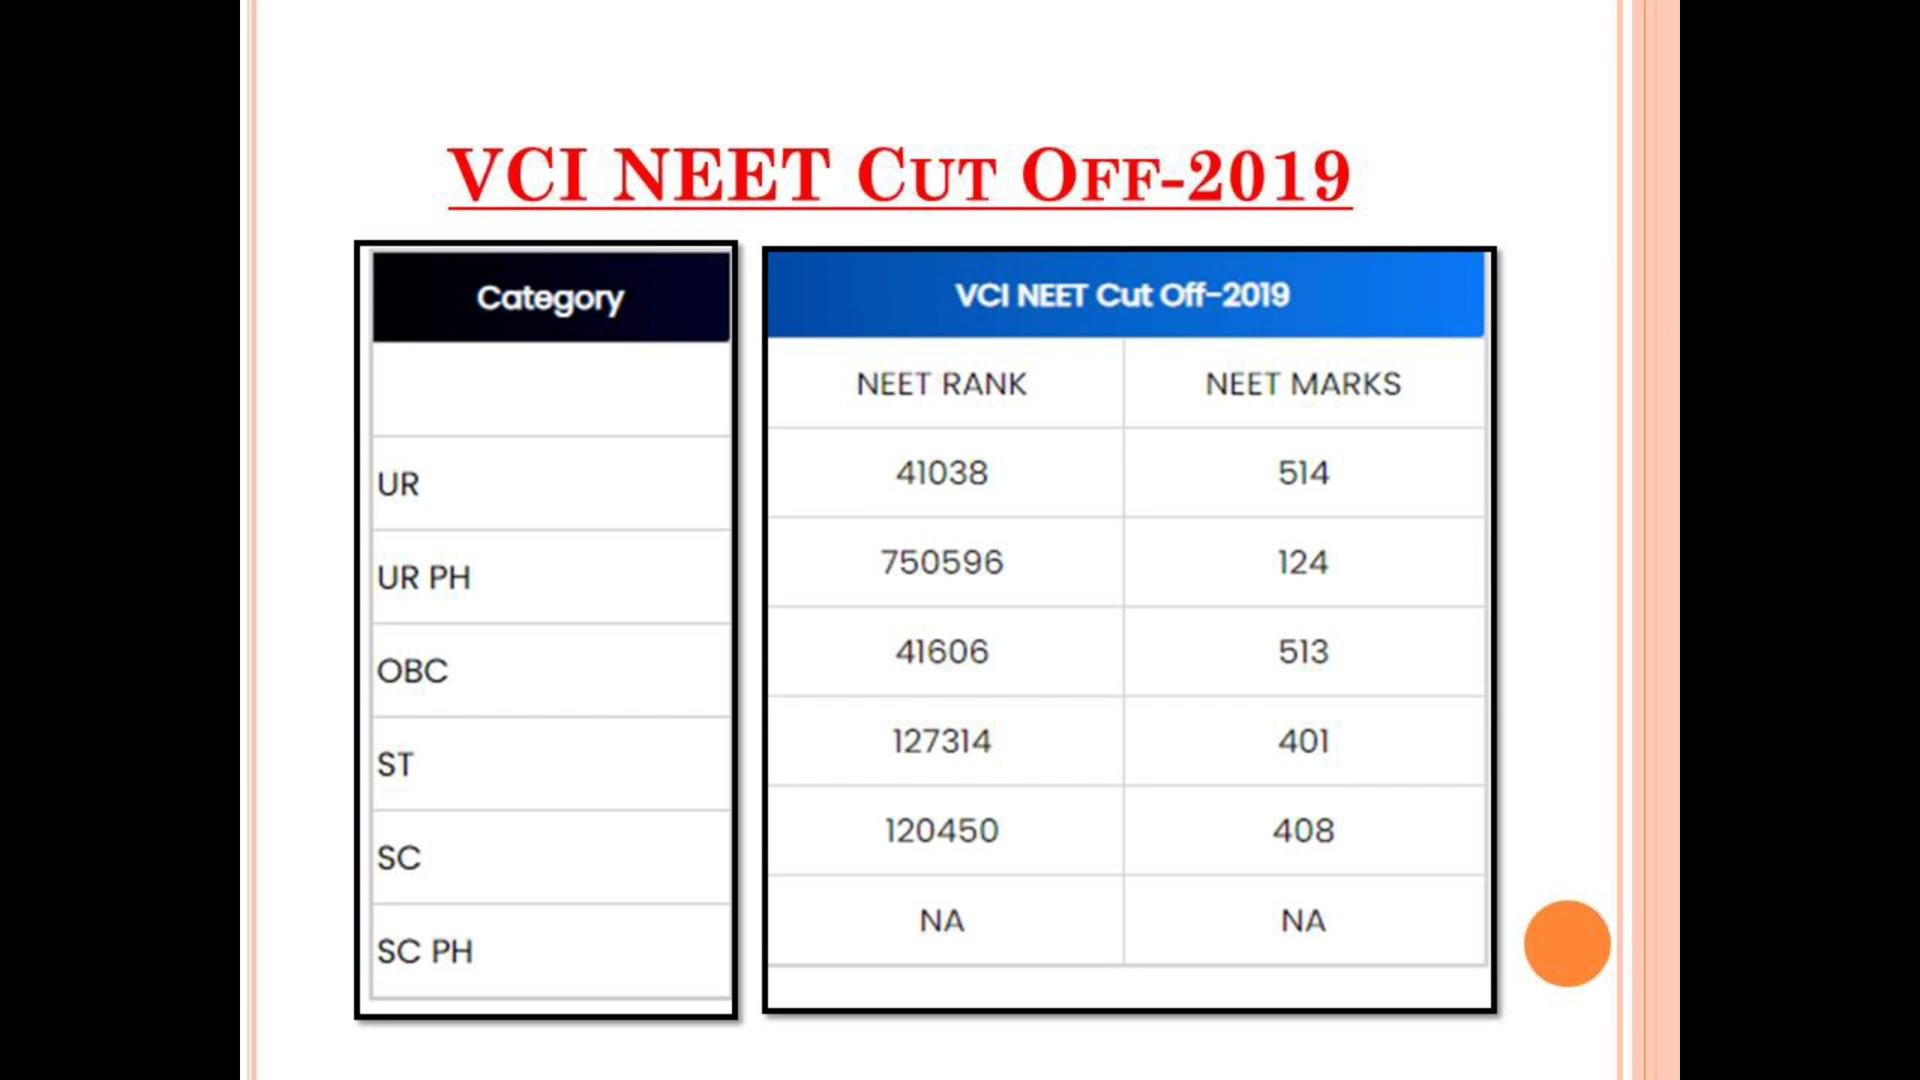 VCI NEET CUT OFF-2019
Category
VCI NEET Cut Off-2019
NEET RANK NEET MARKS
UR 41038 514
UR PH 750596 124
OBC 41606 513
ST 127314 401
SC 120450 408
SC PH NA NA